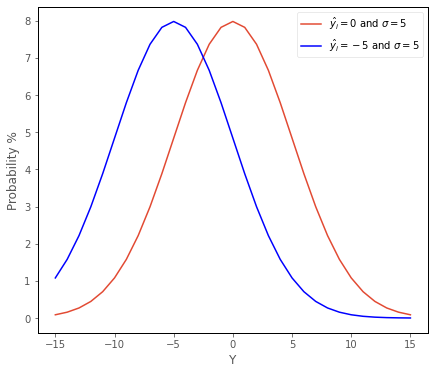 ŷᵢ = 0 and σ = 5
ŷᵢ = −5 and σ = 5
8
7
6
5
4
3
2
1
0
Probability %
−15 −10 −5 0 5 10 15
Y